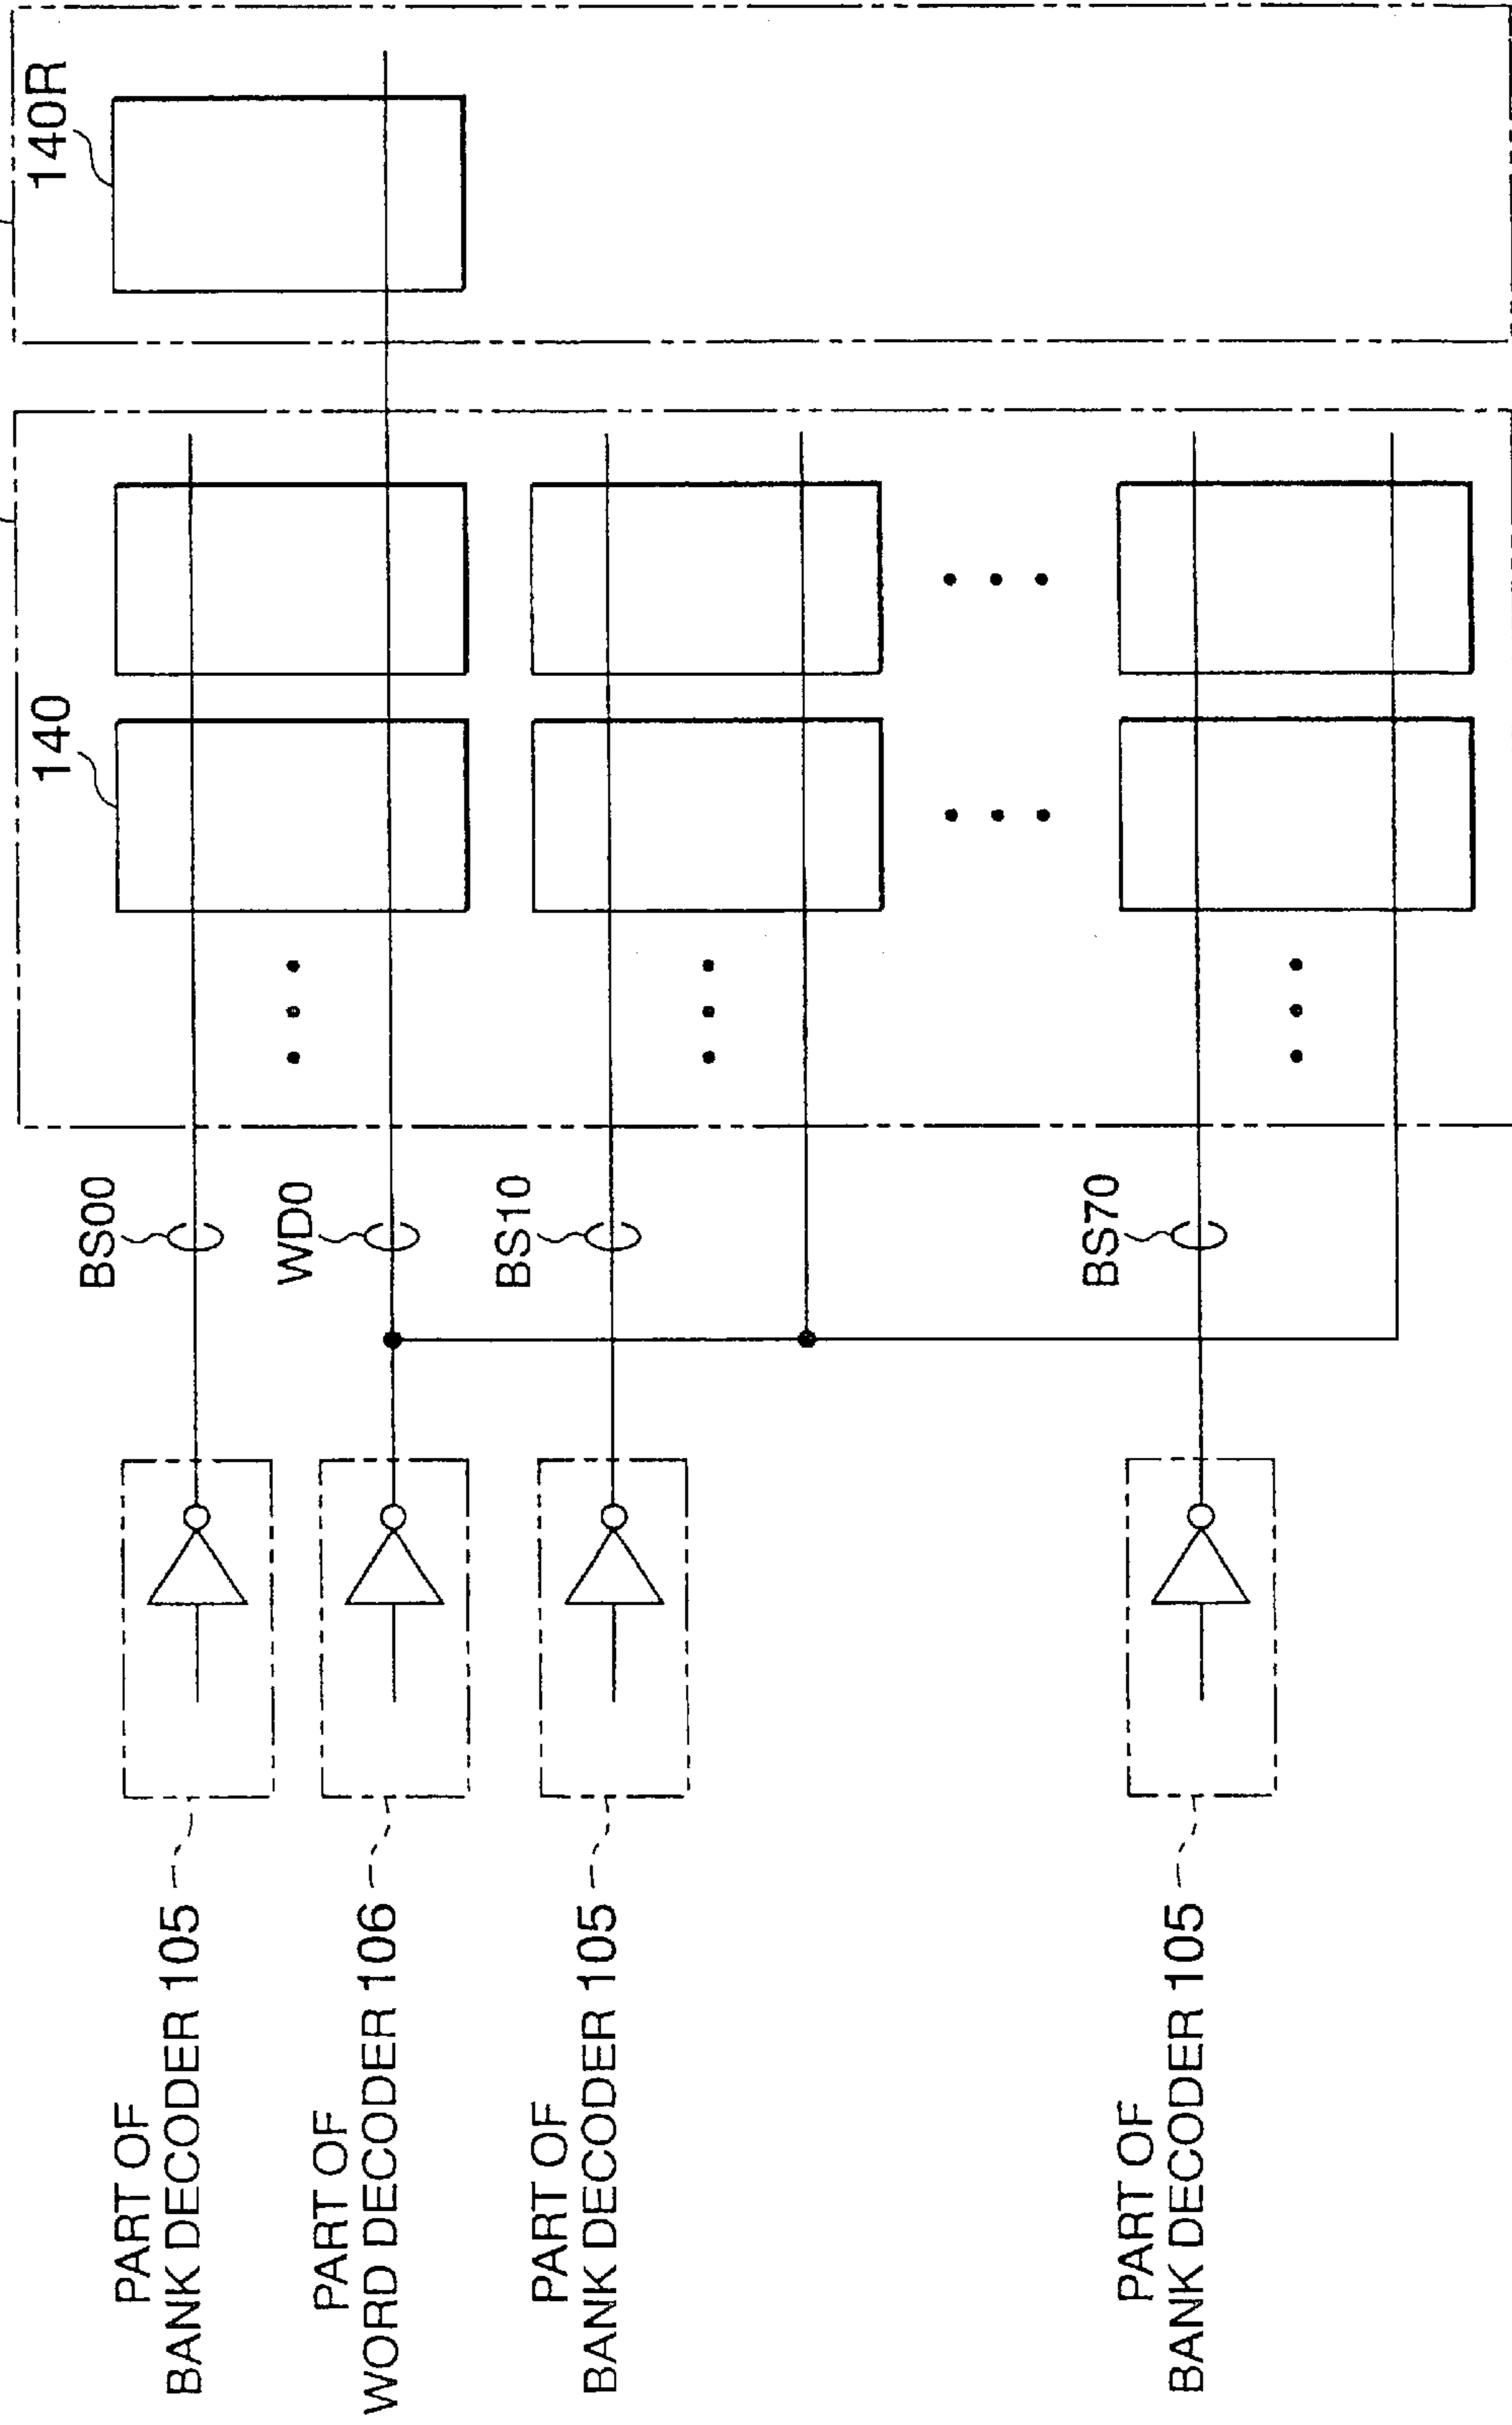 PART OF
BANK DECODER 105
PART OF
WORD DECODER 106
PART OF
BANK DECODER 105
PART OF
BANK DECODER 105
BS00
WD0
BS10
BS70
140
140R